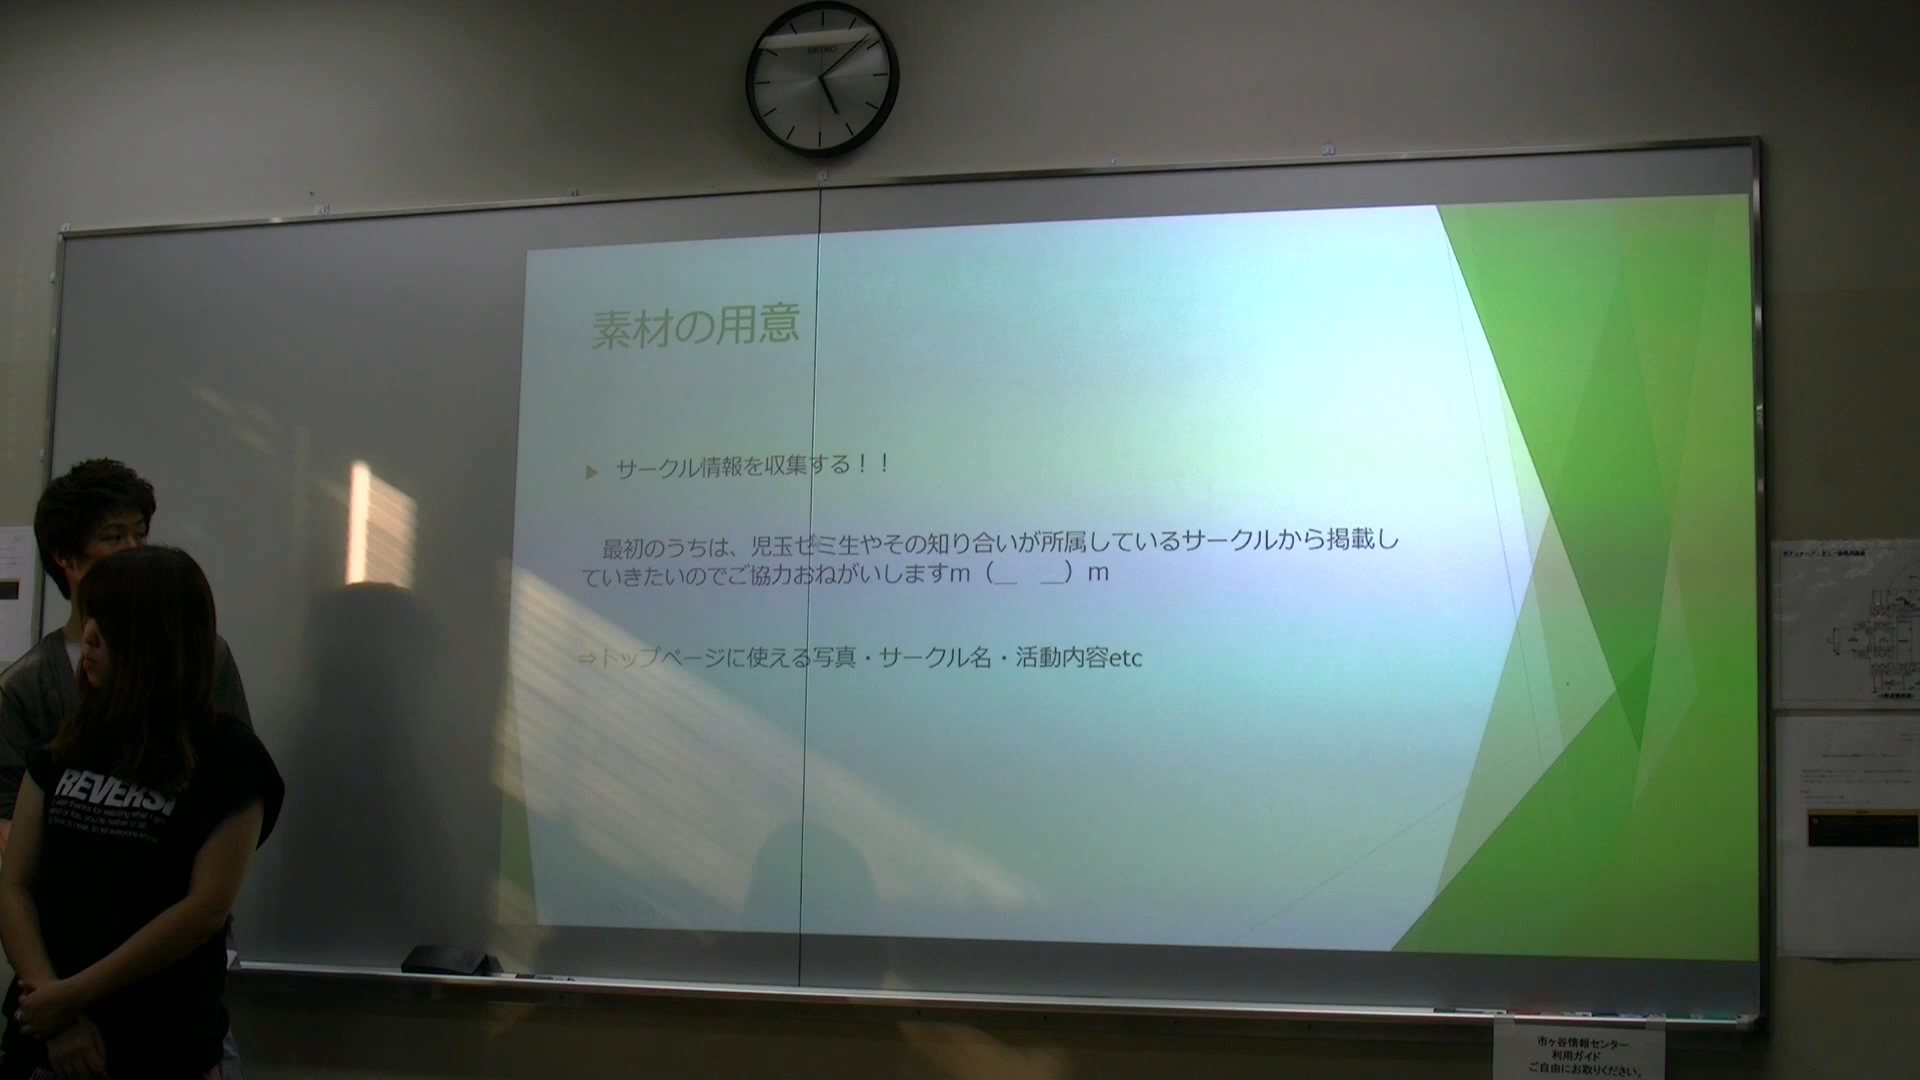 SEIKO
素材の用意
サークル情報を収集する！！
最初のうちは、児玉ゼミ生やその知り合いが所属しているサークルから掲載し
ていきたいのでご協力おねがいしますm（＿　＿）m
⇒トップページに使える写真・サークル名・活動内容etc
REVERSI
市ヶ谷情報センター
利用ガイド
ご自由にお取りください。